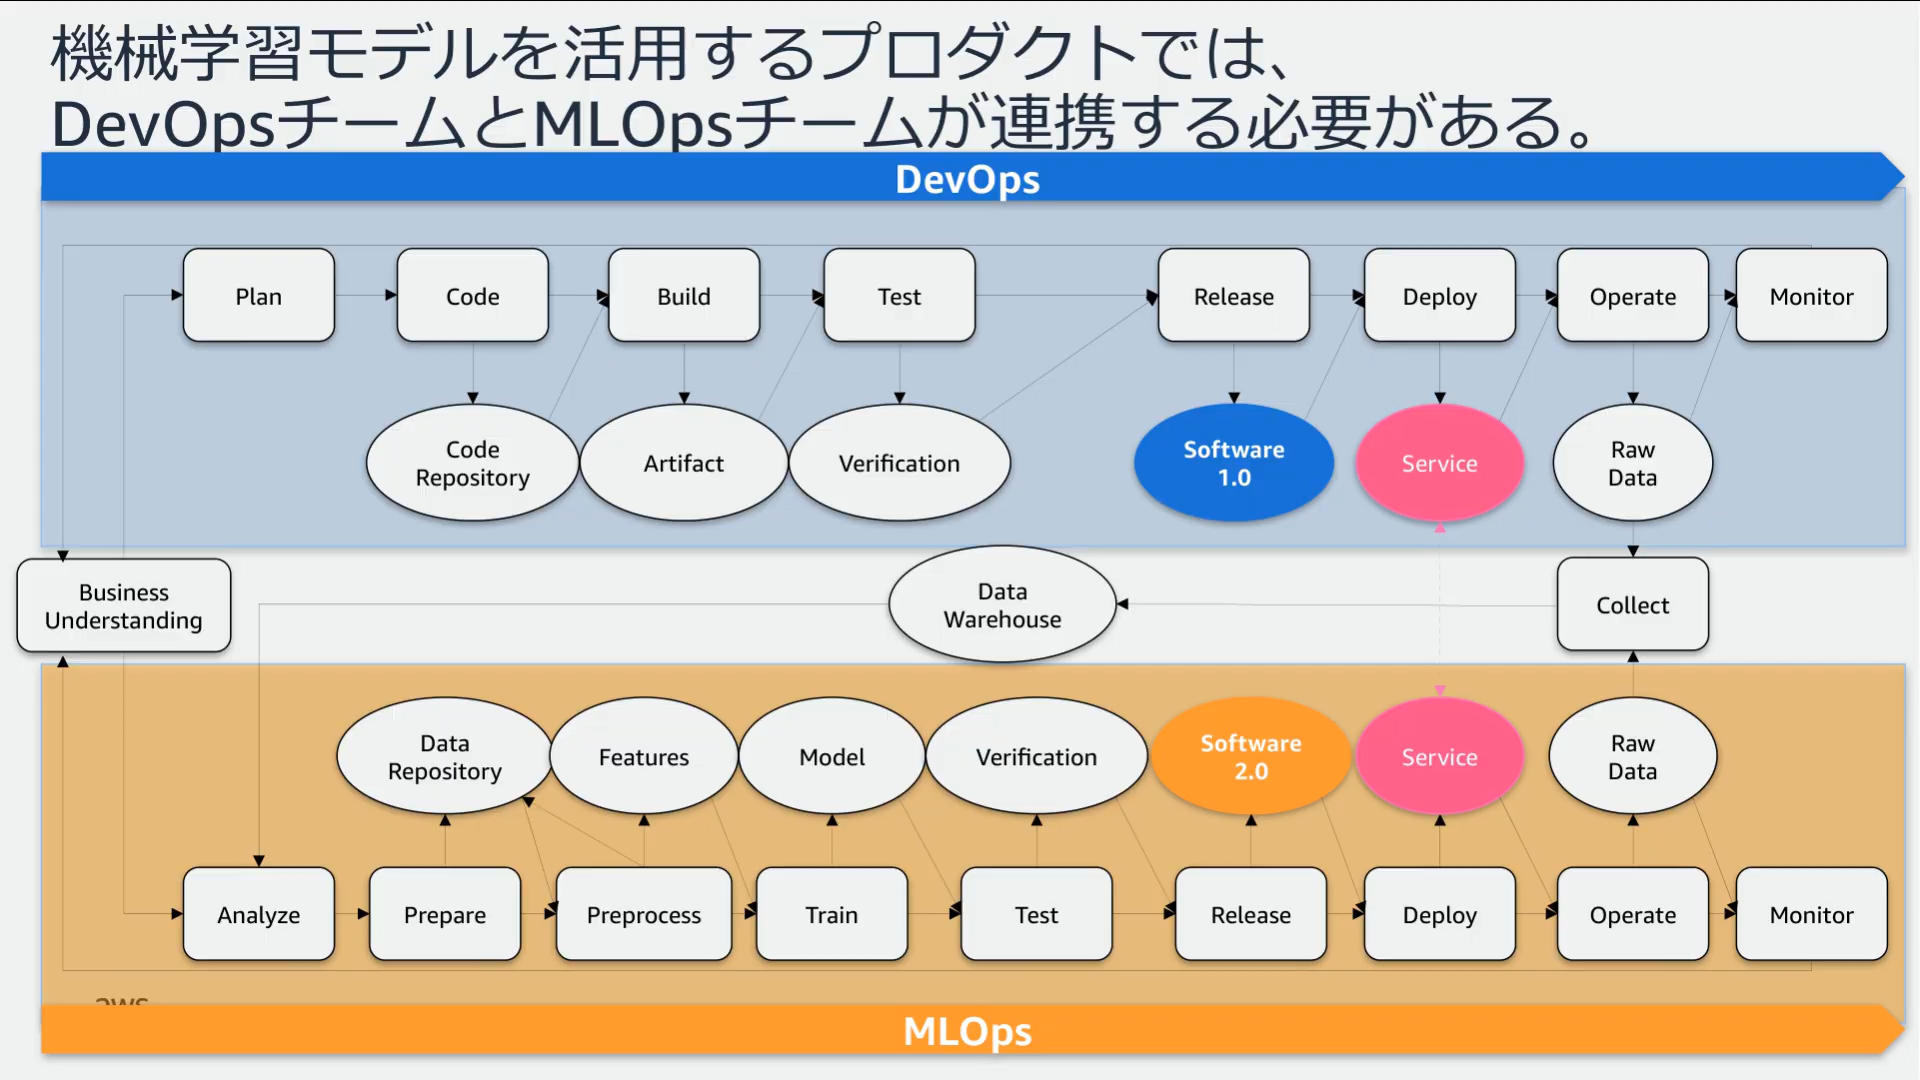 機械学習モデルを活用するプロダクトでは、
DevOpsチームとMLOpsチームが連携する必要がある。
DevOps
Plan
Code
Build
Test
Release
Deploy
Operate
Monitor
Code
Repository
Artifact
Verification
Software
1.0
Service
Raw
Data
Business
Understanding
Data
Warehouse
Collect
Data
Repository
Features
Model
Verification
Software
2.0
Service
Raw
Data
Analyze
Prepare
Preprocess
Train
Test
Release
Deploy
Operate
Monitor
aws
MLOps